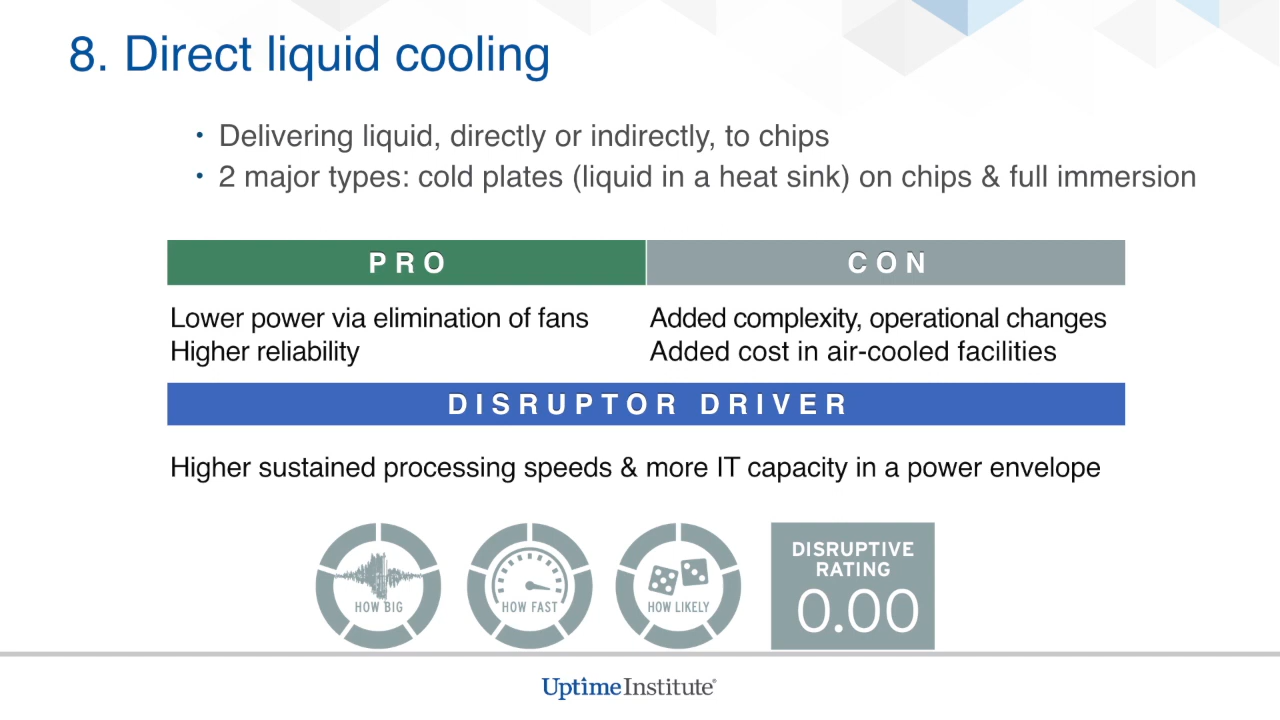 8. Direct liquid cooling
• Delivering liquid, directly or indirectly, to chips
• 2 major types: cold plates (liquid in a heat sink) on chips & full immersion
PRO
CON
Lower power via elimination of fans
Higher reliability
Added complexity, operational changes
Added cost in air-cooled facilities
DISRUPTOR DRIVER
Higher sustained processing speeds & more IT capacity in a power envelope
HOW BIG
HOW FAST
HOW LIKELY
DISRUPTIVE
RATING
0.00
UptimeInstitute®